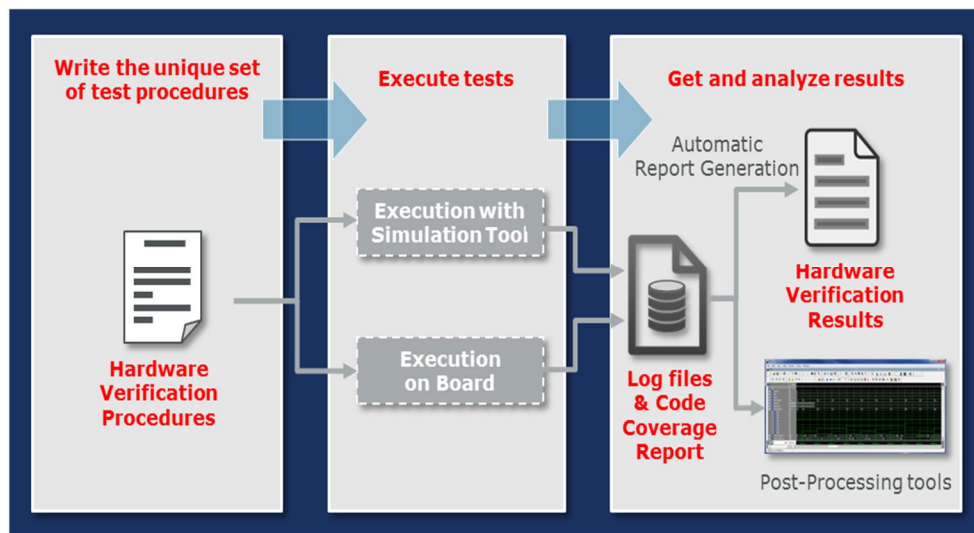 Write the unique set
of test procedures
Hardware
Verification
Procedures
Execute tests
Execution with
Simulation Tool
Execution
on Board
Get and analyze results
Automatic
Report Generation
Log files
& Code
Coverage
Report
Hardware
Verification
Results
Post-Processing tools